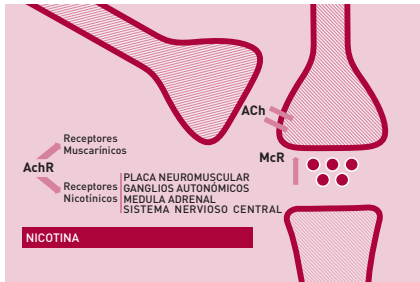 ACh
McR
Receptores
Muscarínicos
AchR
Receptores
Nicotínicos
PLACA NEUROMUSCULAR
GANGLIOS AUTONÓMICOS
MEDULA ADRENAL
SISTEMA NERVIOSO CENTRAL
NICOTINA